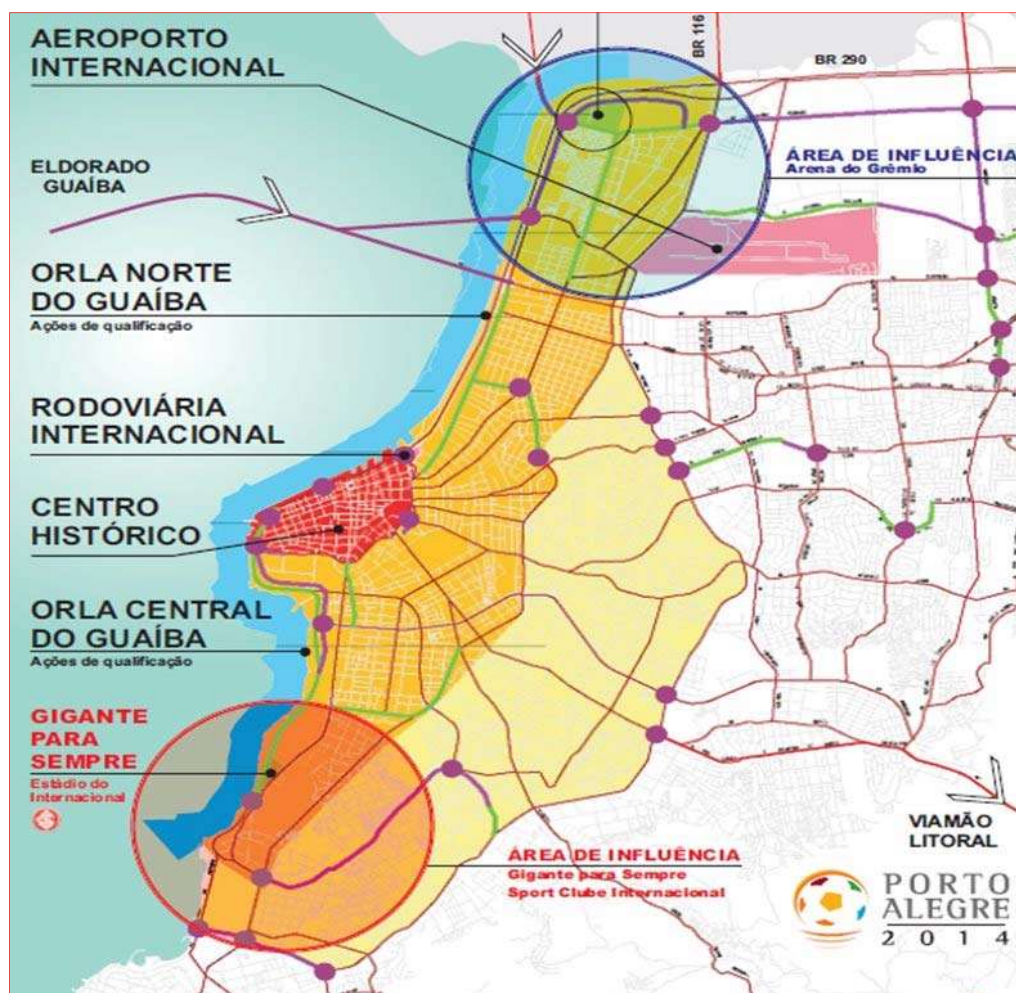 AEROPORTO
INTERNACIONAL
BR 116
BR 290
ÁREA DE INFLUÊNCIA
Arena do Grêmio
ELDORADO
GUAÍBA
ORLA NORTE
DO GUAÍBA
Ações de qualificação
RODOVIÁRIA
INTERNACIONAL
CENTRO
HISTÓRICO
ORLA CENTRAL
DO GUAÍBA
Ações de qualificação
GIGANTE
PARA
SEMPRE
Estádio do
Internacional
ÁREA DE INFLUÊNCIA
Gigante para Sempre
Sport Clube Internacional
VIAMÃO
LITORAL
PORTO
ALEGRE
2014